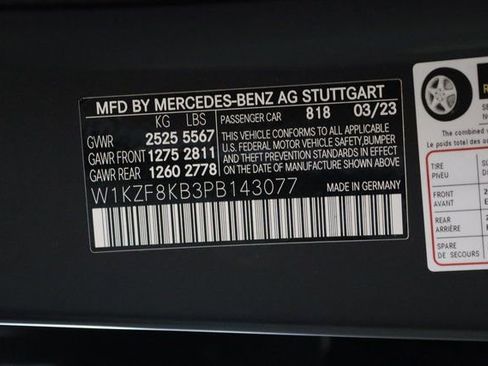 MFD BY MERCEDES-BENZ AG STUTTGART
KG LBS PASSENGER CAR 818 03/23
GVWR 2525 5567
GAWR FRONT 1275 2811
GAWR REAR 1260 2778
THIS VEHICLE CONFORMS TO ALL APPLICABLE
U.S. FEDERAL MOTOR VEHICLE SAFETY, BUMPER
AND THEFT PREVENTION STANDARDS IN EFFECT
ON THE DATE OF MANUFACTURE SHOWN ABOVE.
W1KZF8KB3PB143077 MADE IN GERMANY
The combined w
TIRE
PNEU
FRONT
AVANT
REAR
ARRIÈRE
SPARE
DE SECOURS